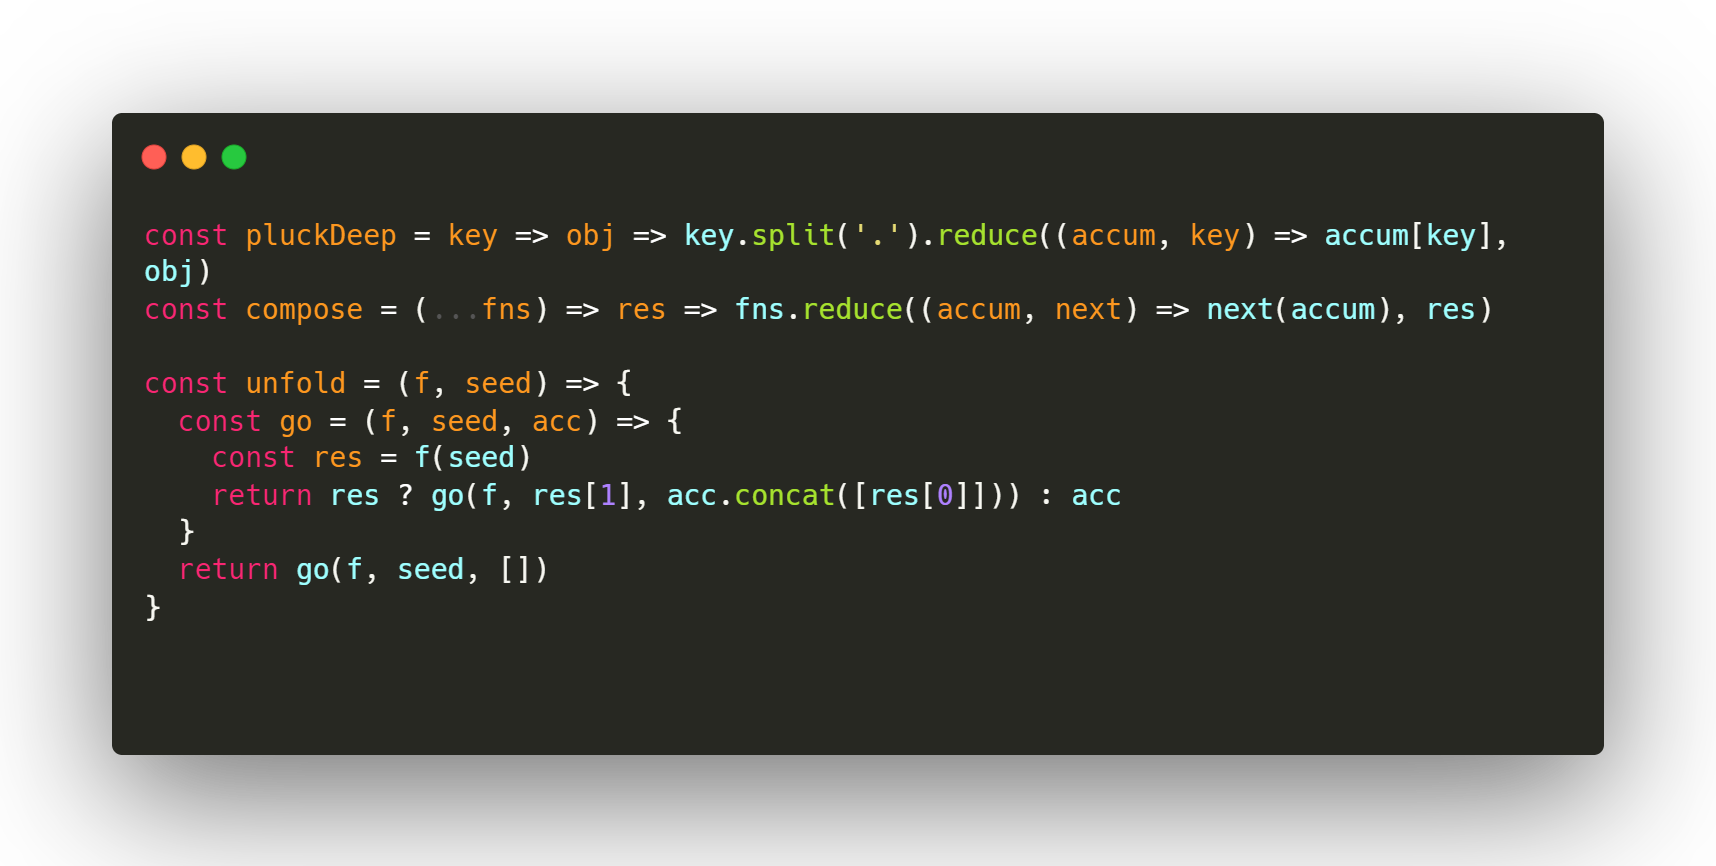 const pluckDeep = key => obj => key.split('.').reduce((accum, key) => accum[key],
obj)
const compose = (...fns) => res => fns.reduce((accum, next) => next(accum), res)

const unfold = (f, seed) => {
  const go = (f, seed, acc) => {
    const res = f(seed)
    return res ? go(f, res[1], acc.concat([res[0]])) : acc
  }
  return go(f, seed, [])
}